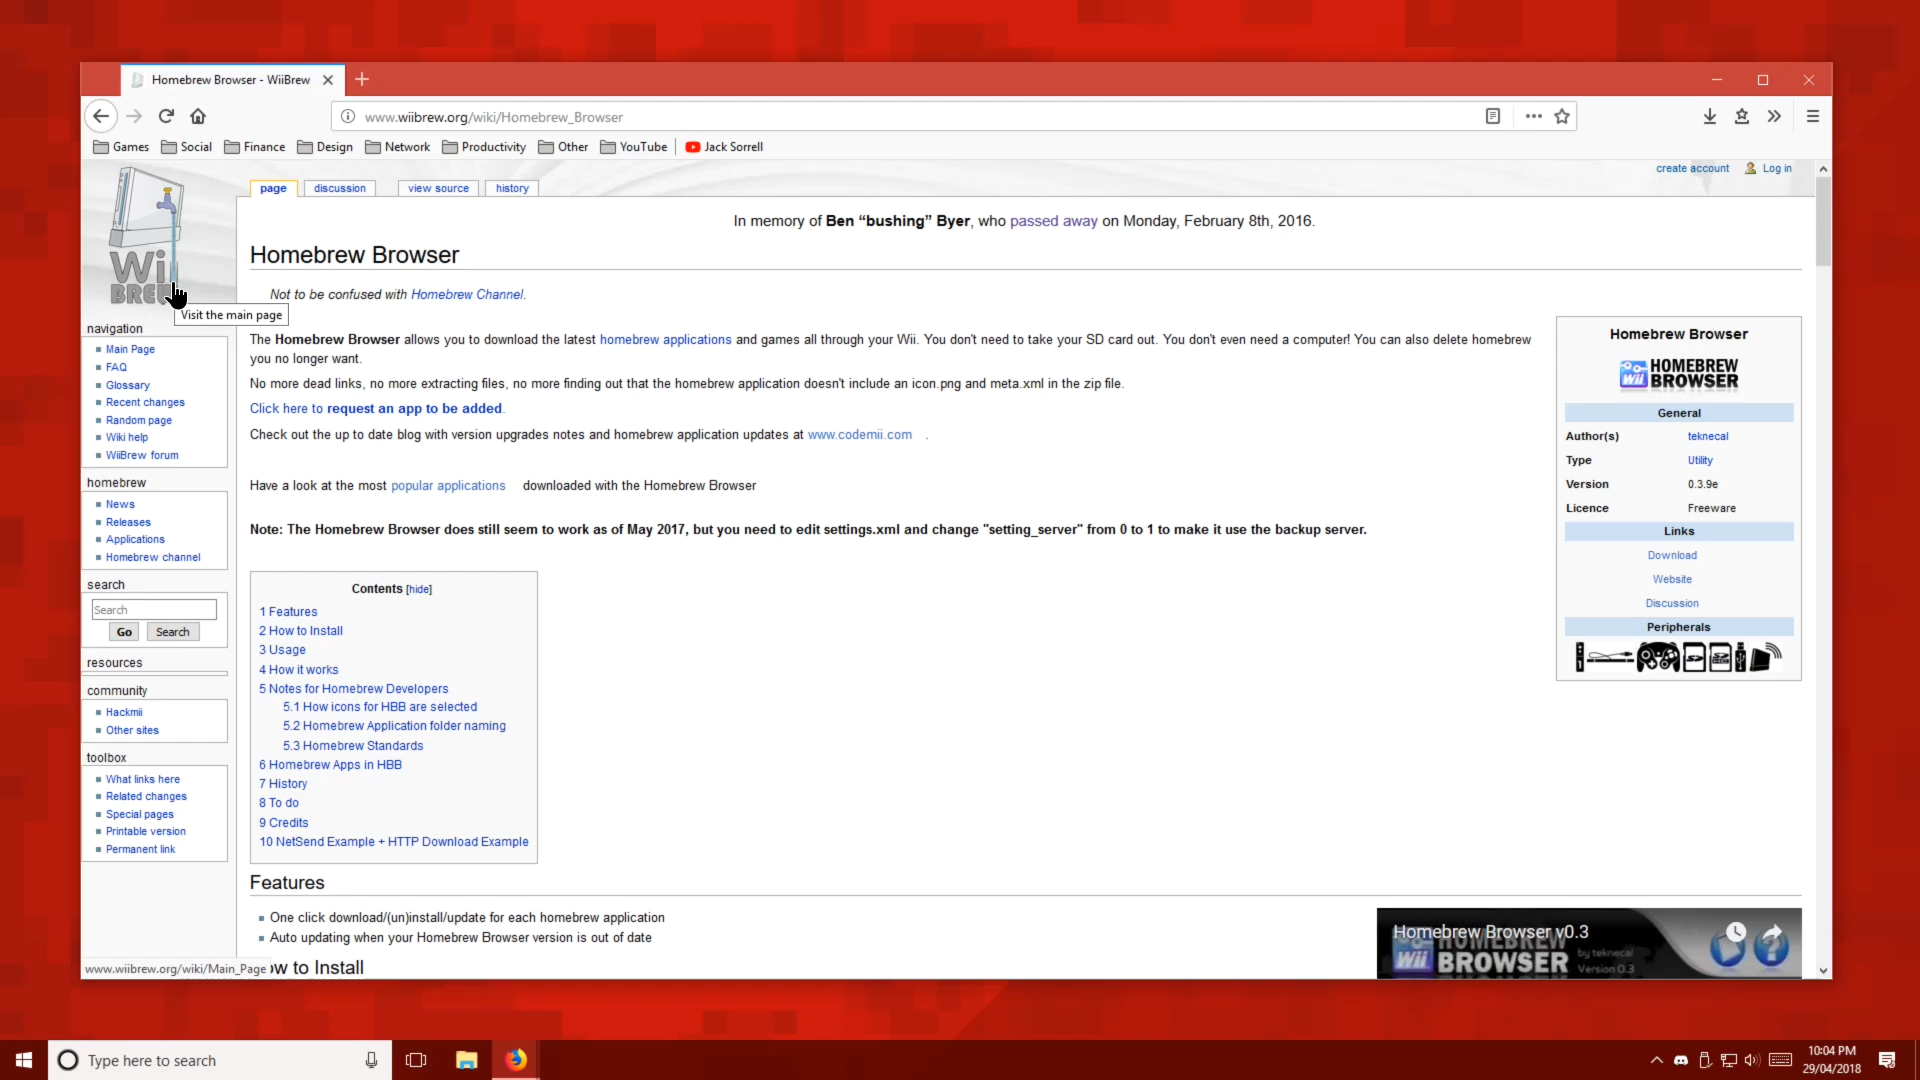 Homebrew Browser - WiiBrew
www.wiibrew.org/wiki/Homebrew_Browser
Games Social Finance Design Network Productivity Other YouTube Jack Sorrell
create account Log in
page discussion view source history
In memory of Ben “bushing” Byer, who passed away on Monday, February 8th, 2016.
Homebrew Browser
Not to be confused with Homebrew Channel.
Visit the main page
The Homebrew Browser allows you to download the latest homebrew applications and games all through your Wii. You don't need to take your SD card out. You don't even need a computer! You can also delete homebrew
you no longer want.
No more dead links, no more extracting files, no more finding out that the homebrew application doesn't include an icon.png and meta.xml in the zip file.
Click here to request an app to be added.
Check out the up to date blog with version upgrades notes and homebrew application updates at www.codemii.com .
Have a look at the most popular applications downloaded with the Homebrew Browser
Note: The Homebrew Browser does still seem to work as of May 2017, but you need to edit settings.xml and change "setting_server" from 0 to 1 to make it use the backup server.
navigation
Main Page
FAQ
Glossary
Recent changes
Random page
Wiki help
WiiBrew forum
homebrew
News
Releases
Applications
Homebrew channel
search
Search
Go Search
resources
community
Hackmii
Other sites
toolbox
What links here
Related changes
Special pages
Printable version
Permanent link
Contents [hide]
1 Features
2 How to Install
3 Usage
4 How it works
5 Notes for Homebrew Developers
5.1 How icons for HBB are selected
5.2 Homebrew Application folder naming
5.3 Homebrew Standards
6 Homebrew Apps in HBB
7 History
8 To do
9 Credits
10 NetSend Example + HTTP Download Example
Homebrew Browser
Wii HOMEBREW
BROWSER
General
Author(s) teknecal
Type Utility
Version 0.3.9e
Licence Freeware
Links
Download
Website
Discussion
Peripherals
Features
One click download/(un)install/update for each homebrew application
Auto updating when your Homebrew Browser version is out of date
Homebrew Browser v0.3
HOMEBREW
Wii BROWSER
by teknecal
Version 0.3
www.wiibrew.org/wiki/Main_Page
ow to Install
Type here to search
10:04 PM
29/04/2018